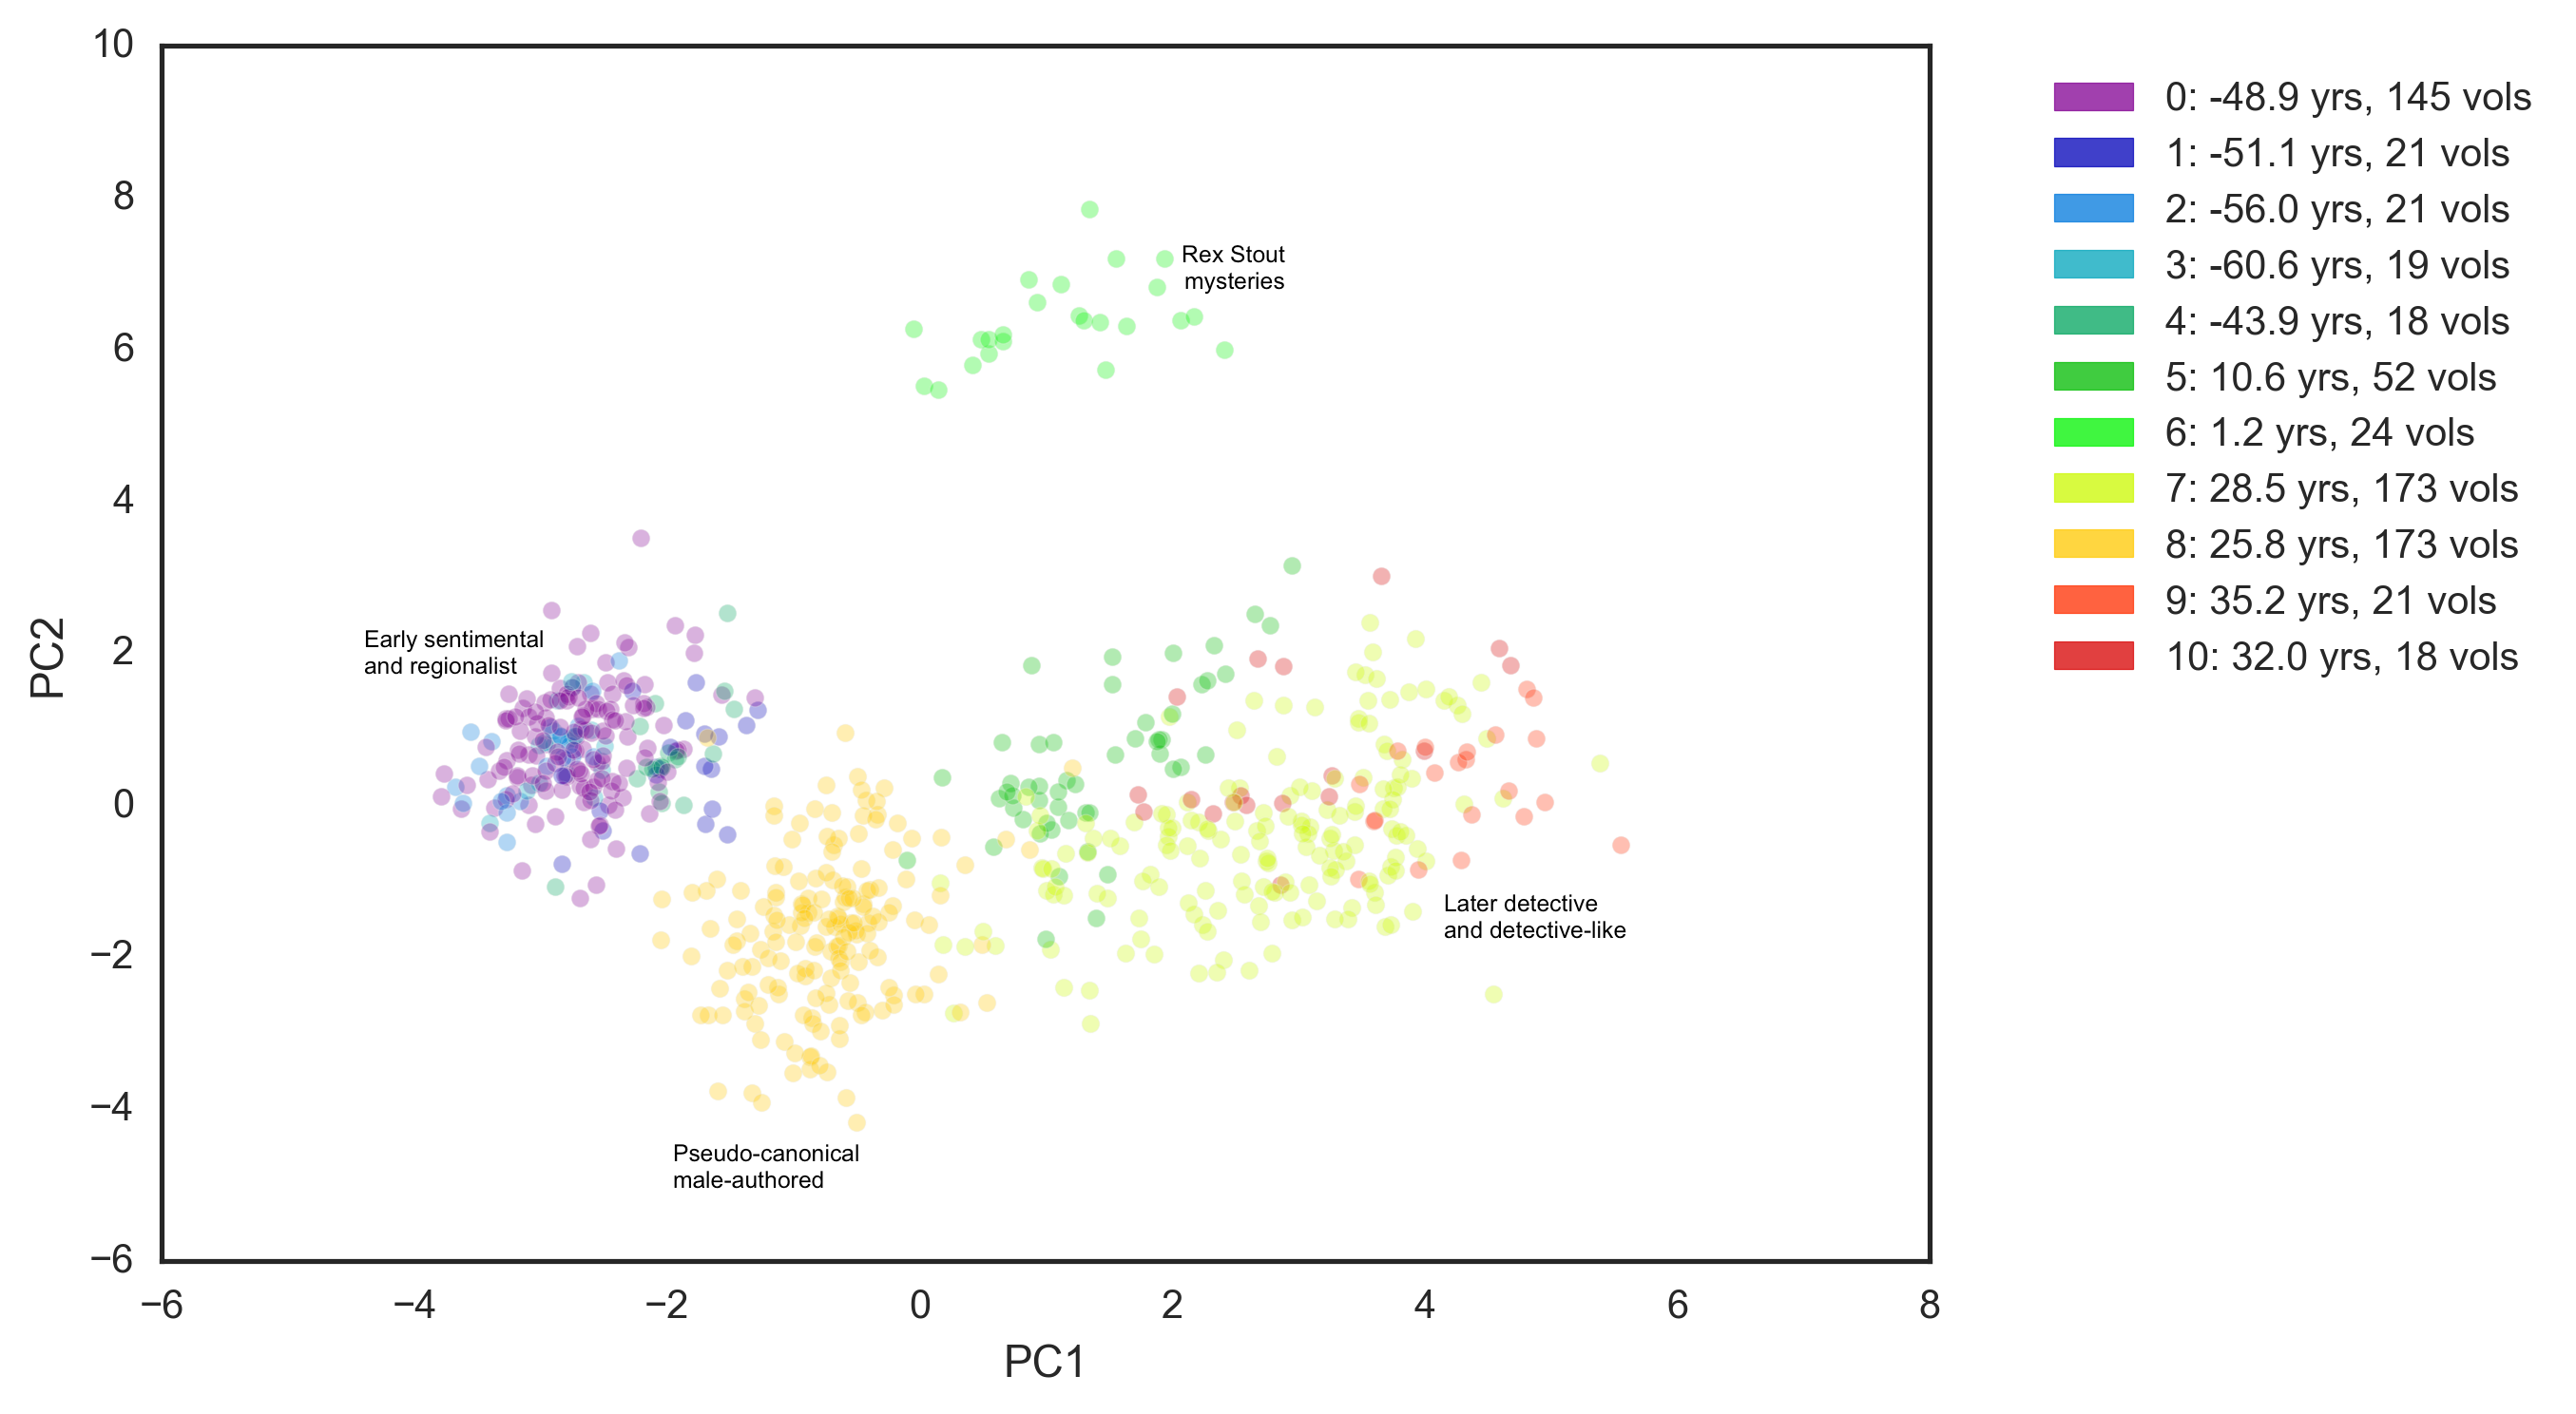 10
8
6
4
2
0
−2
−4
−6
PC2
−6 −4 −2 0 2 4 6 8
PC1
Rex Stout
mysteries
Early sentimental
and regionalist
Later detective
and detective-like
Pseudo-canonical
male-authored
0: -48.9 yrs, 145 vols
1: -51.1 yrs, 21 vols
2: -56.0 yrs, 21 vols
3: -60.6 yrs, 19 vols
4: -43.9 yrs, 18 vols
5: 10.6 yrs, 52 vols
6: 1.2 yrs, 24 vols
7: 28.5 yrs, 173 vols
8: 25.8 yrs, 173 vols
9: 35.2 yrs, 21 vols
10: 32.0 yrs, 18 vols